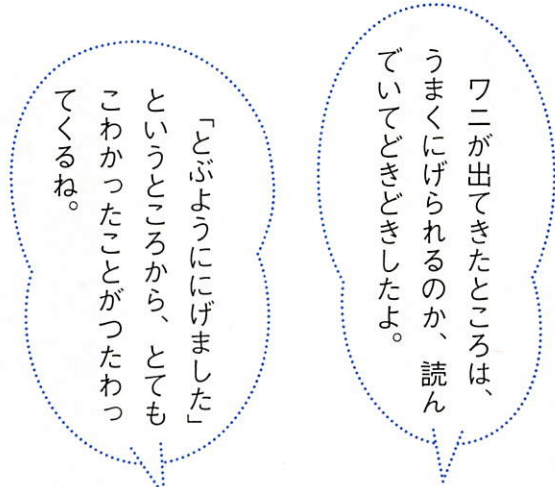 ワニが出てきたところは、
うまくにげられるのか、読ん
でいてどきどきしたよ。
「とぶようににげました」
というところから、とても
こわかったことがつたわっ
てくるね。